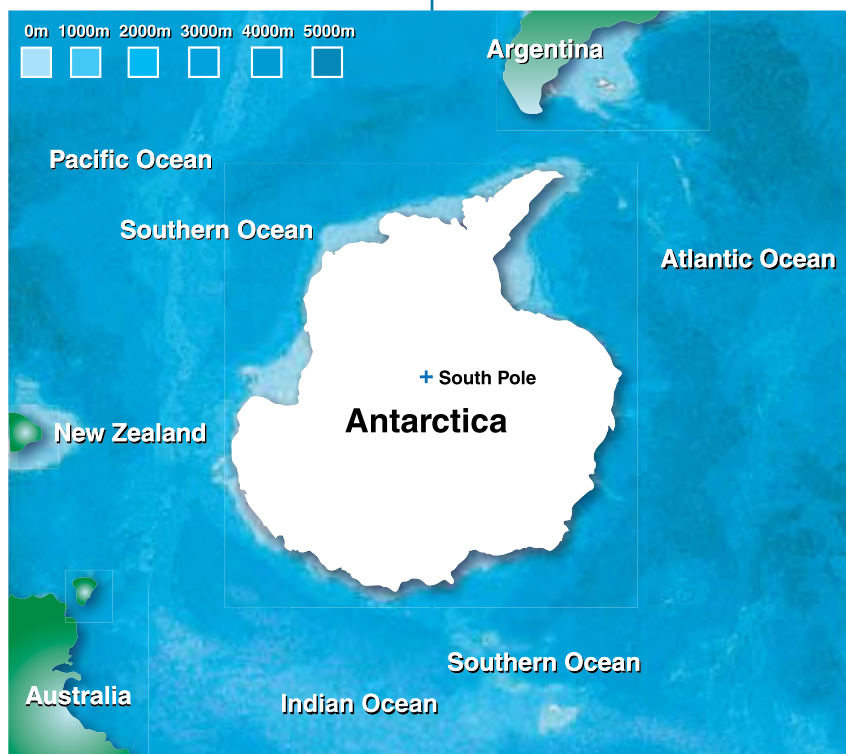 0m 1000m 2000m 3000m 4000m 5000m
Argentina
Pacific Ocean
Southern Ocean
Atlantic Ocean
+ South Pole
Antarctica
New Zealand
Southern Ocean
Australia
Indian Ocean